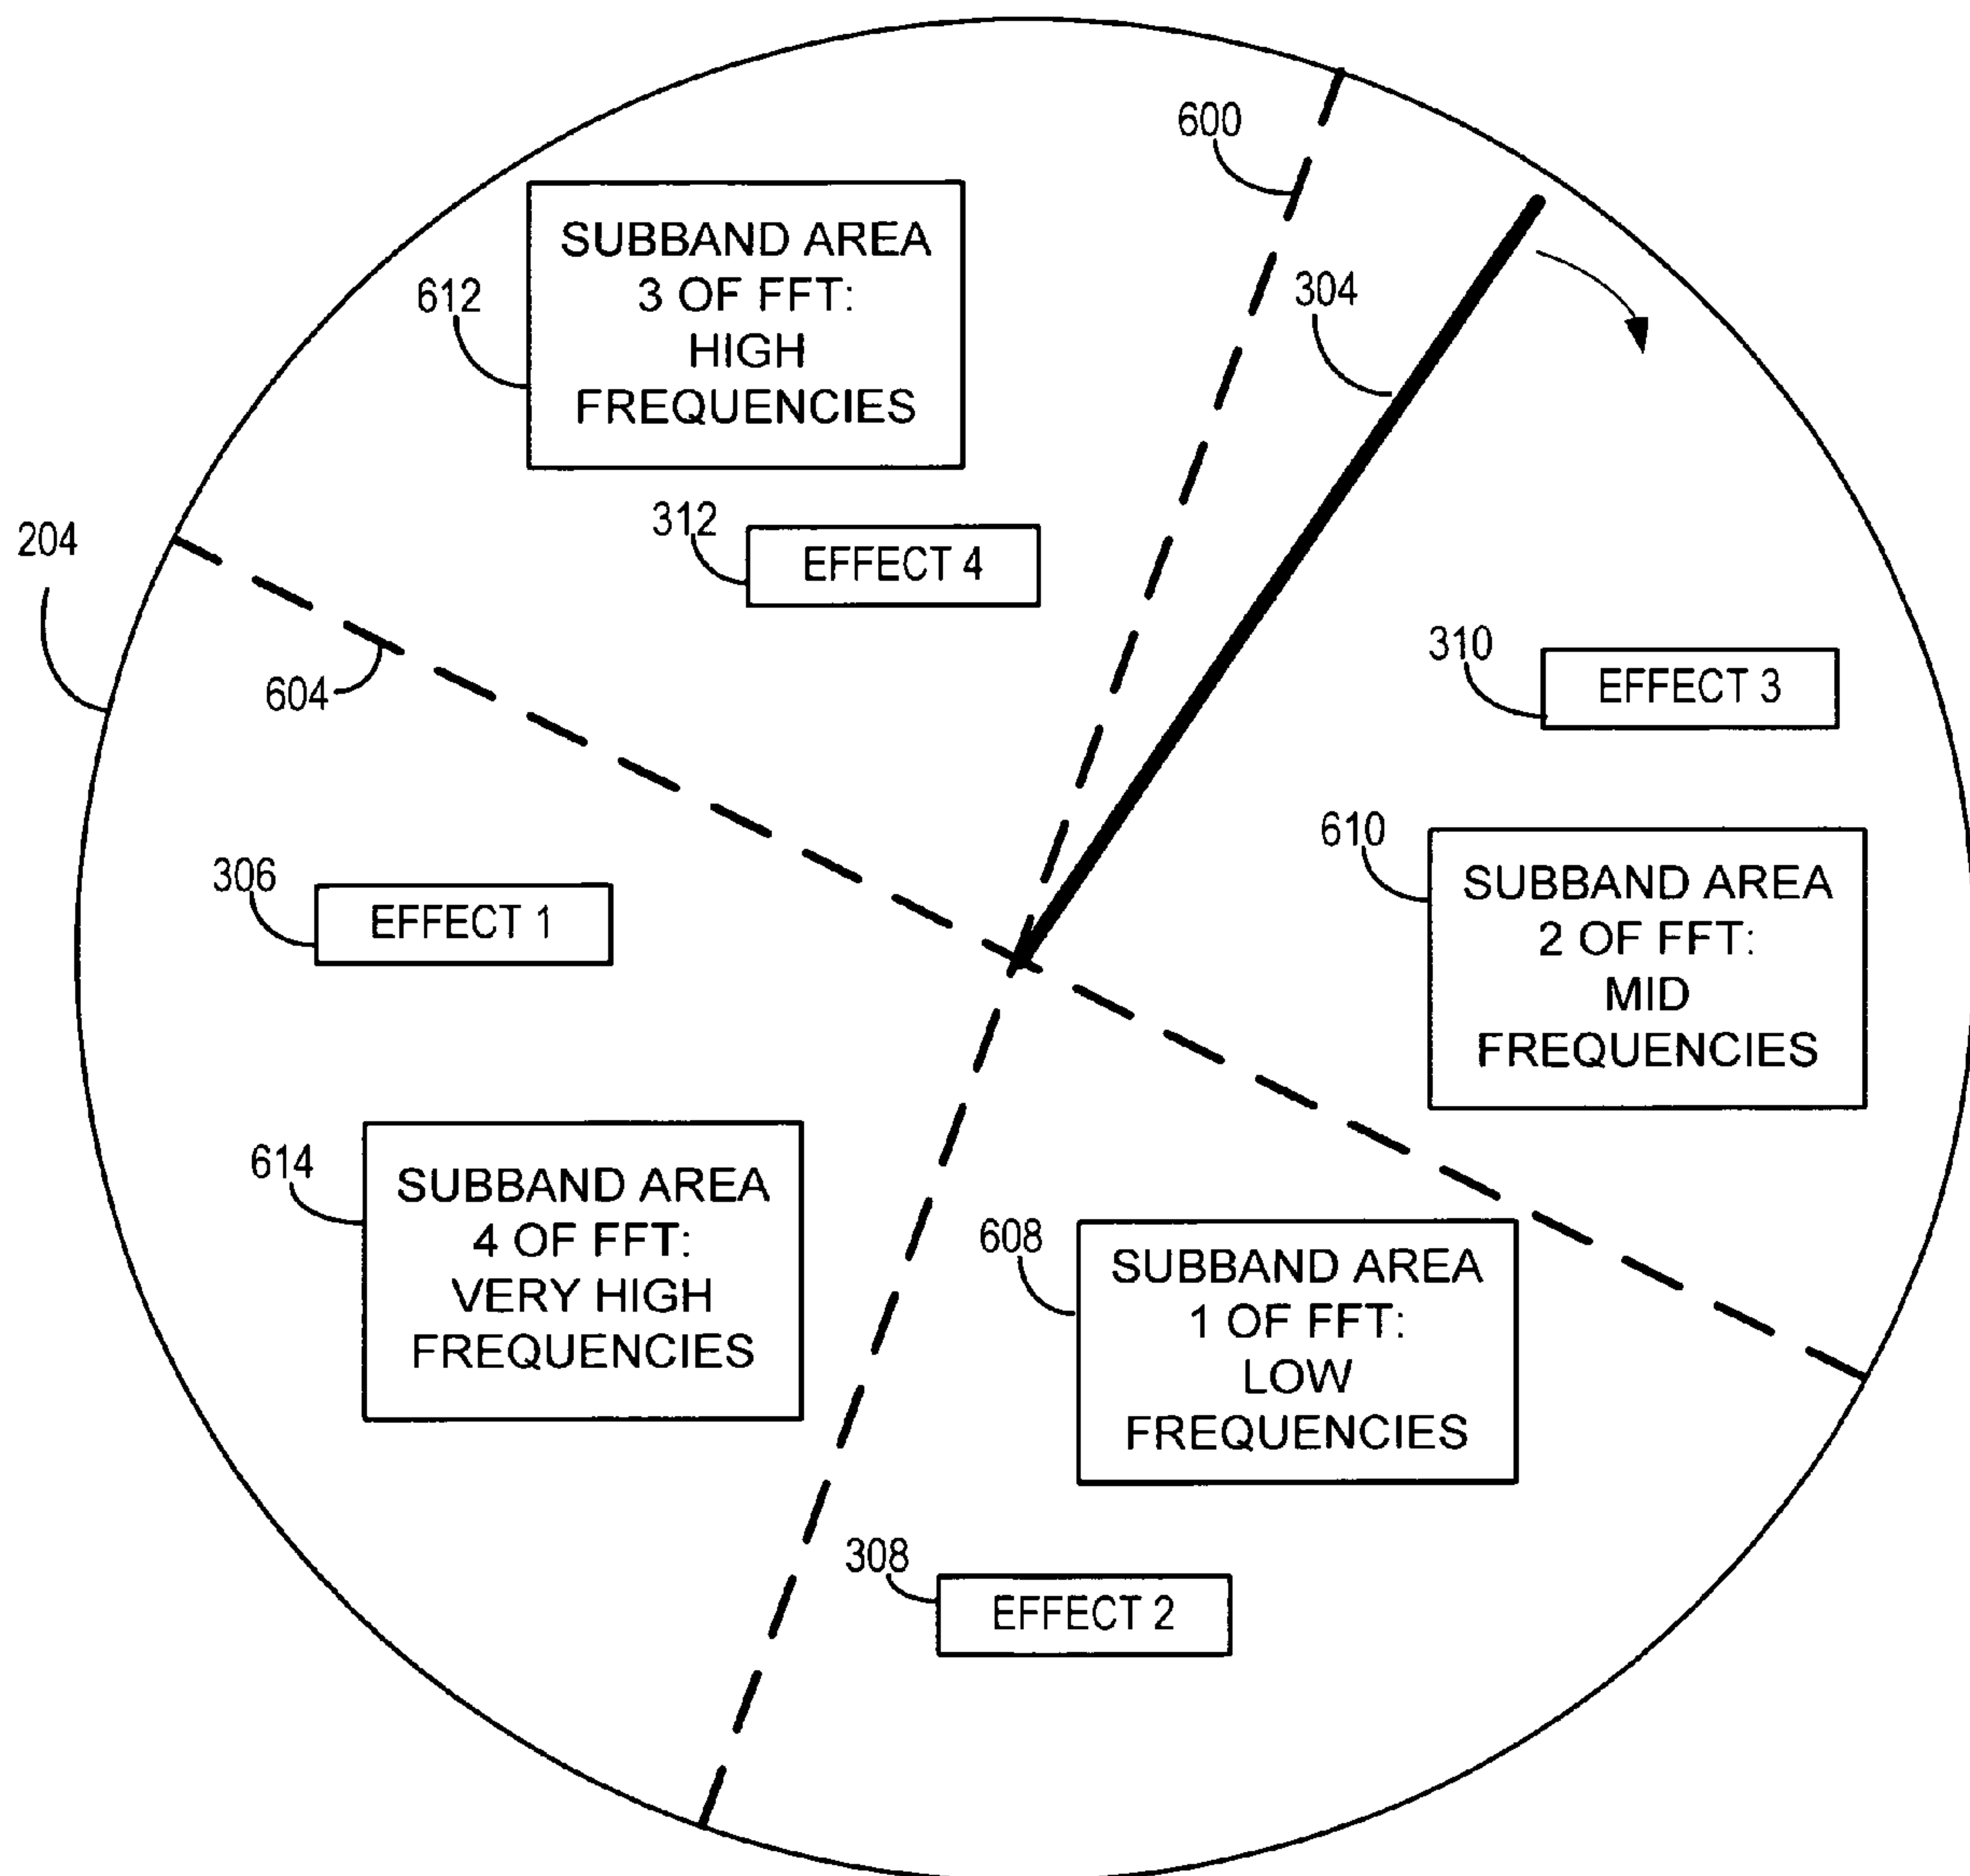 600
SUBBAND AREA
3 OF FFT:
HIGH
FREQUENCIES
612
304
312
EFFECT 4
204
604
310
EFFECT 3
610
SUBBAND AREA
2 OF FFT:
MID
FREQUENCIES
306
EFFECT 1
614
SUBBAND AREA
4 OF FFT:
VERY HIGH
FREQUENCIES
608
SUBBAND AREA
1 OF FFT:
LOW
FREQUENCIES
308
EFFECT 2